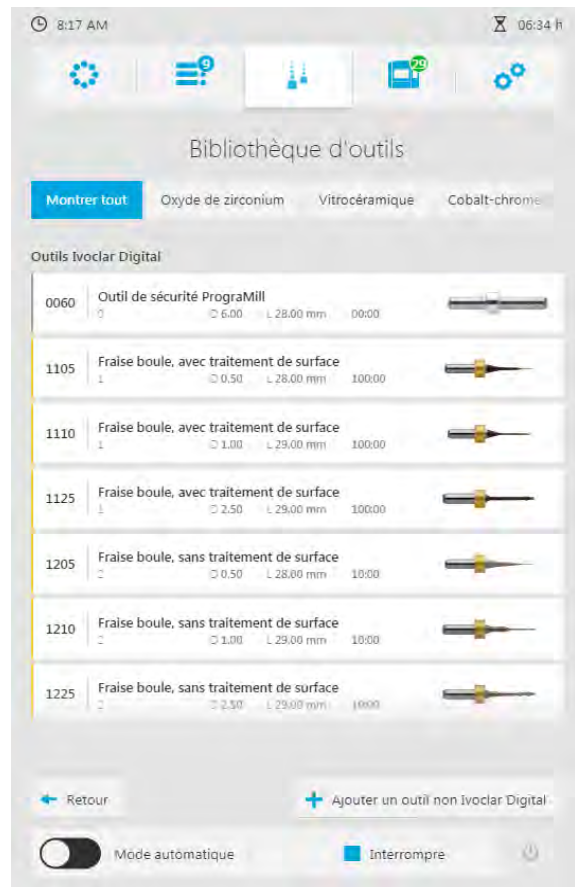 8:17 AM 06:34 h
9 29
Bibliothèque d'outils
Montrer tout Oxyde de zirconium Vitrocéramique Cobalt-chrome
Outils Ivoclar Digital
0060 Outil de sécurité PrograMill
0 6.00 L 28.00 mm 00:00
1105 Fraise boule, avec traitement de surface
1 0.50 L 28.00 mm 100:00
1110 Fraise boule, avec traitement de surface
1 1.00 L 29.00 mm 100:00
1125 Fraise boule, avec traitement de surface
1 2.50 L 29.00 mm 100:00
1205 Fraise boule, sans traitement de surface
2 0.50 L 28.00 mm 10:00
1210 Fraise boule, sans traitement de surface
2 1.00 L 29.00 mm 10:00
1225 Fraise boule, sans traitement de surface
2 2.50 L 29.00 mm 10:00
Retour Ajouter un outil non Ivoclar Digital
Mode automatique Interrompre